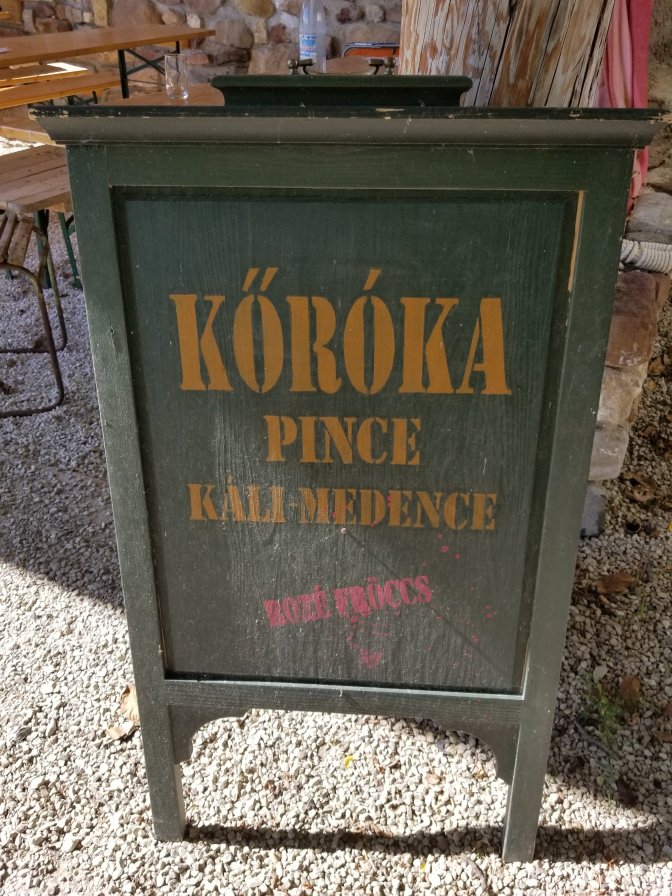 KŐRÓKA
PINCE
KÁLI-MEDENCE
ROZÉ FRÖCCS